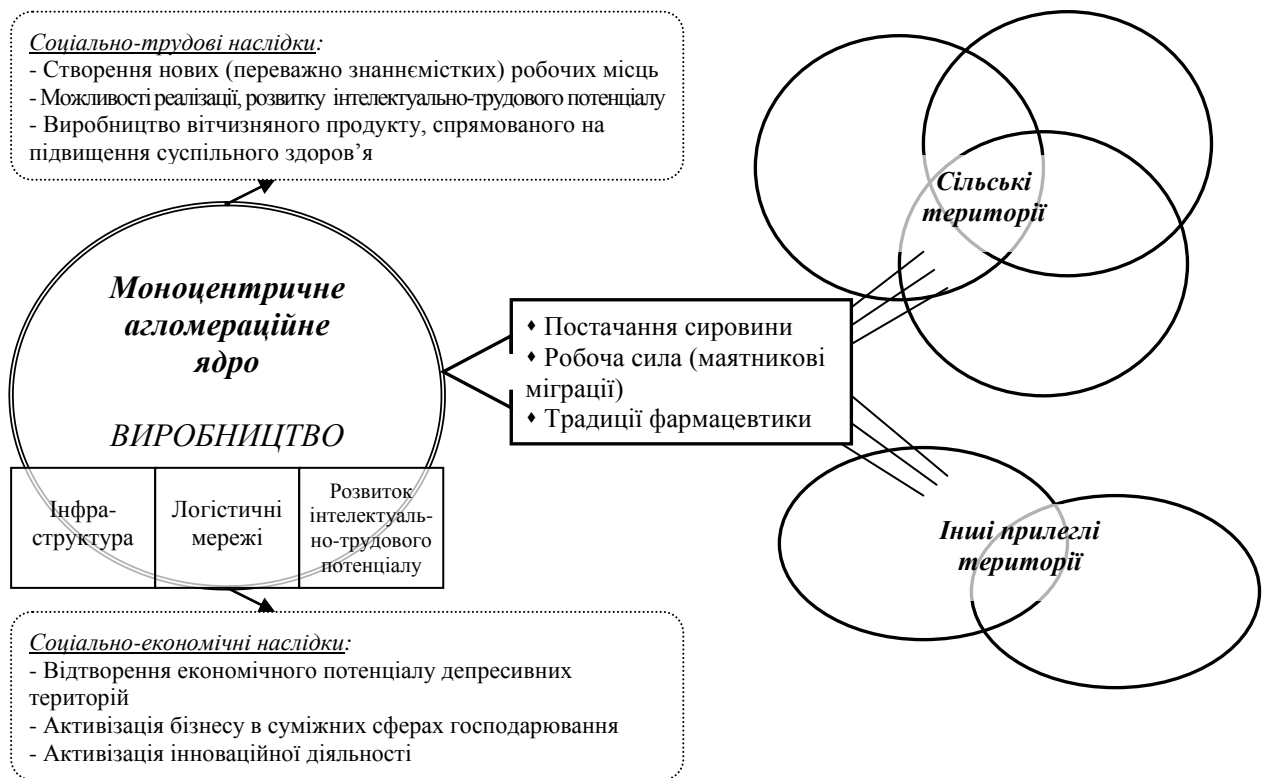 Соціально-трудові наслідки:
- Створення нових (переважно знаннємістких) робочих місць
- Можливості реалізації, розвитку інтелектуально-трудового потенціалу
- Виробництво вітчизняного продукту, спрямованого на
підвищення суспільного здоров’я
Моноцентричне
агломераційне
ядро
ВИРОБНИЦТВО
Інфра-
структура
Логістичні
мережі
Розвиток
інтелектуаль-
но-трудового
потенціалу
♦ Постачання сировини
♦ Робоча сила (маятникові
міграції)
♦ Традиції фармацевтики
Сільські
території
Інші прилеглі
території
Соціально-економічні наслідки:
- Відтворення економічного потенціалу депресивних
територій
- Активізація бізнесу в суміжних сферах господарювання
- Активізація інноваційної діяльності